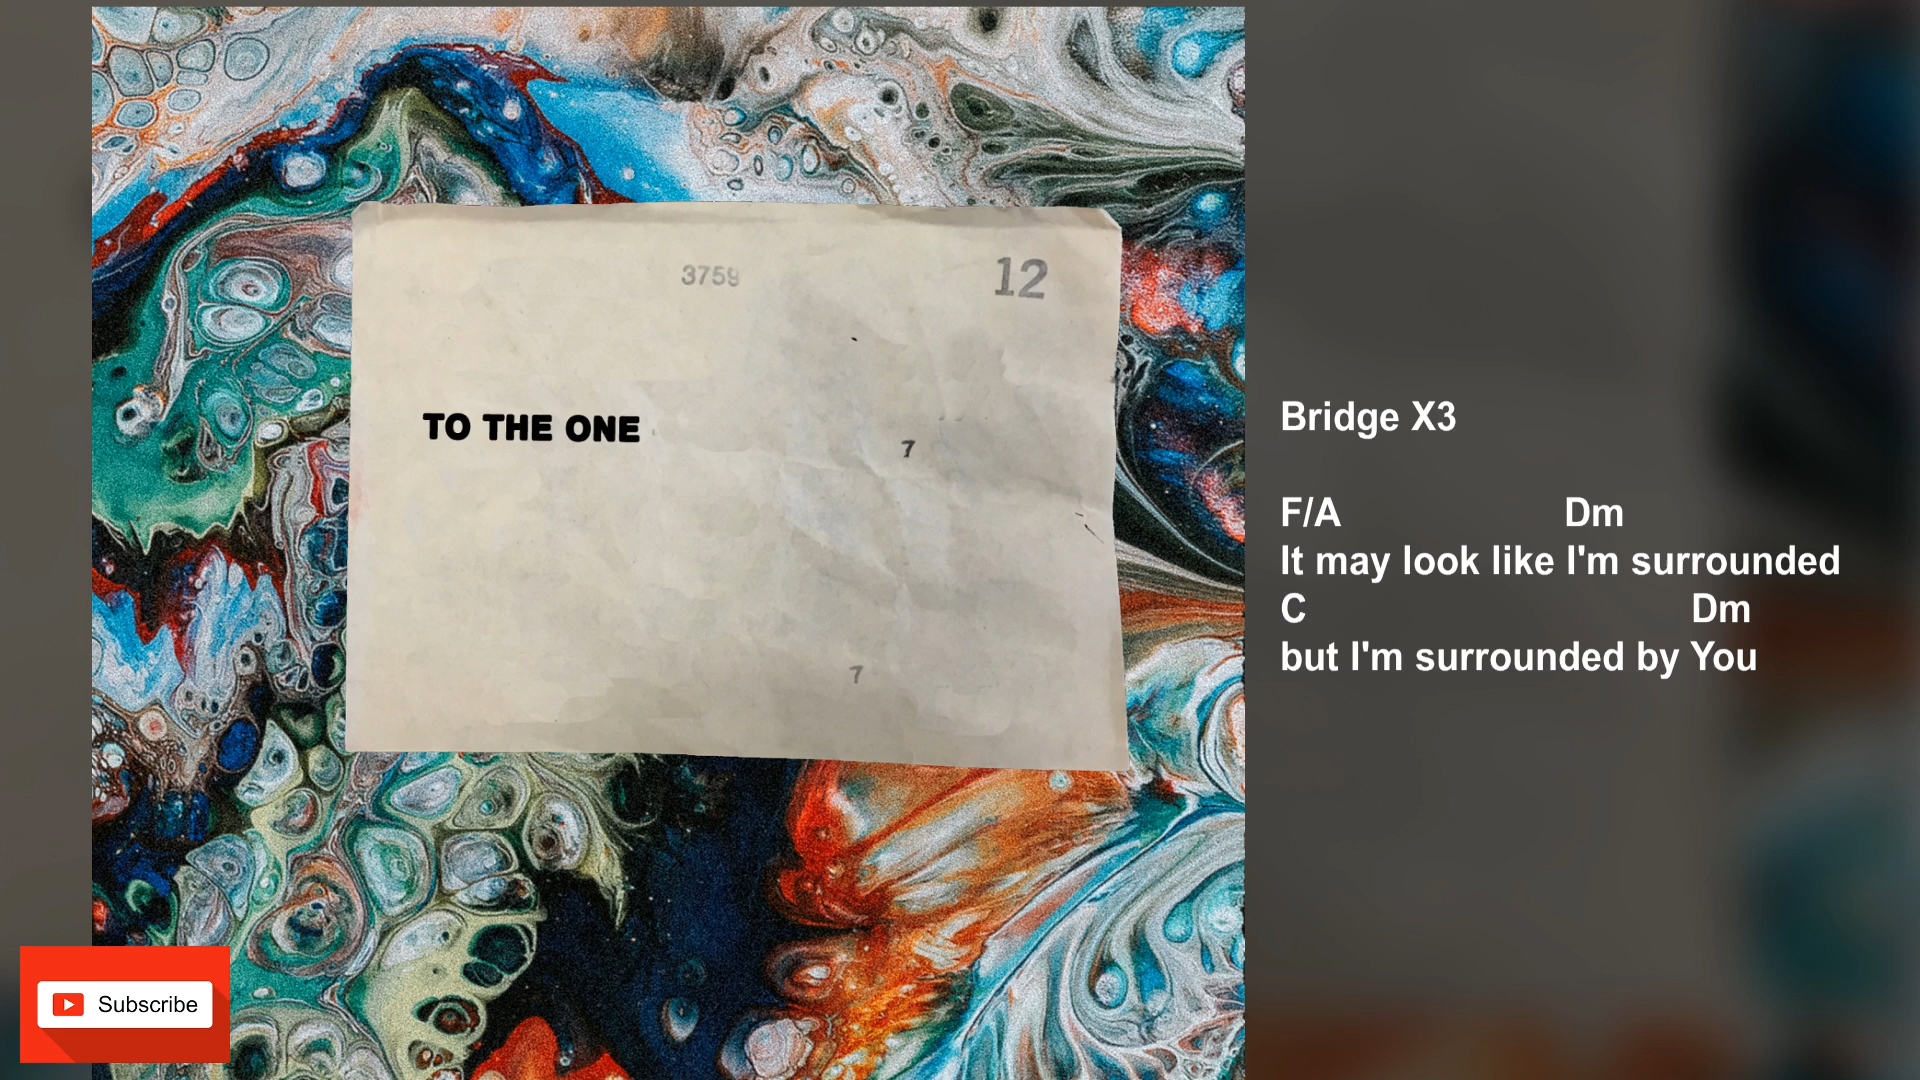 3759
12
TO THE ONE
7
7
Bridge X3
F/A Dm
It may look like I'm surrounded
C Dm
but I'm surrounded by You
Subscribe